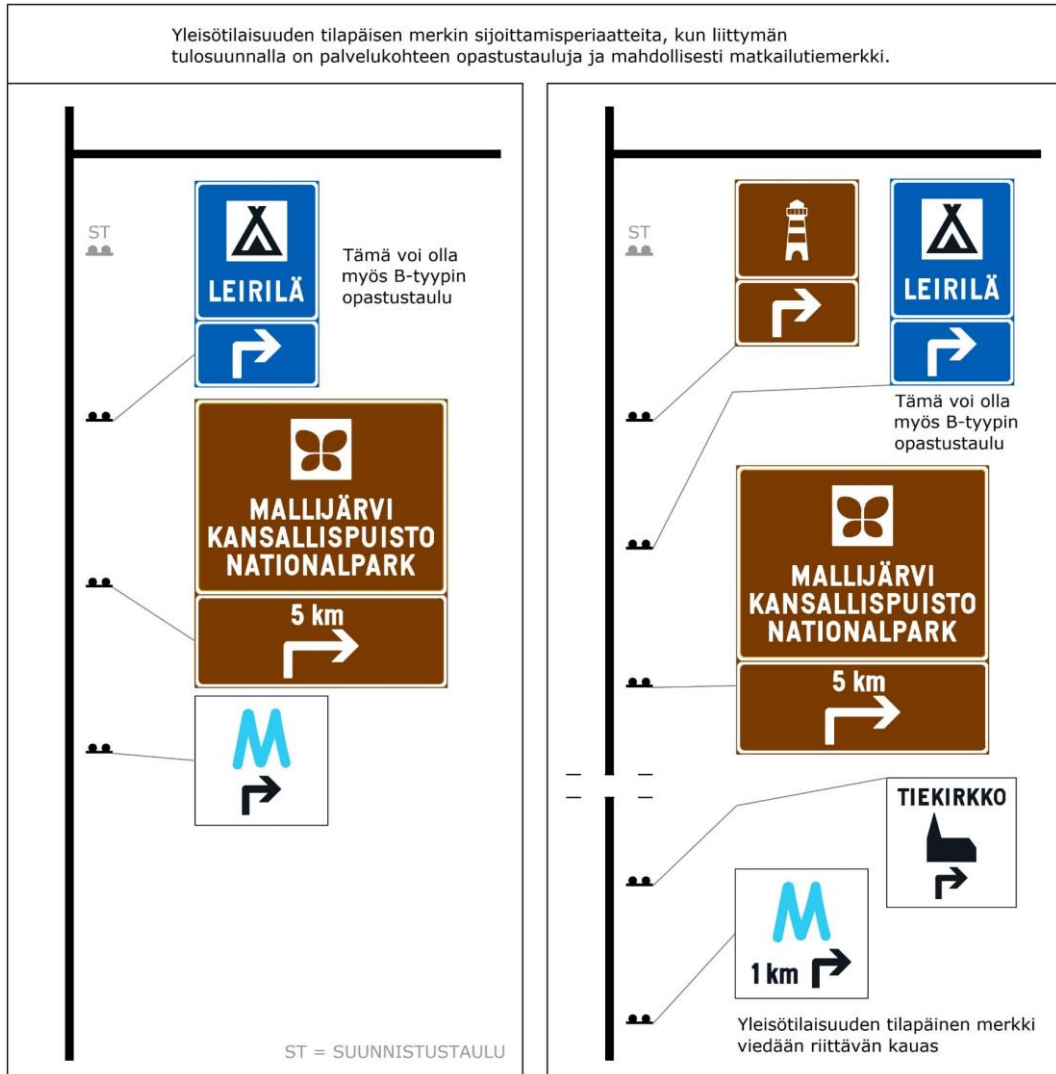 Yleisötilaisuuden tilapäisen merkin sijoittamisperiaatteita, kun liittymän
tulosuunnalla on palvelukohteen opastustauluja ja mahdollisesti matkailutiemerkki.
ST
LEIRILÄ
Tämä voi olla
myös B-tyypin
opastustaulu
MALLIJÄRVI
KANSALLISPUISTO
NATIONALPARK
5 km
M
ST = SUUNNISTUSTAULU
ST
LEIRILÄ
Tämä voi olla
myös B-tyypin
opastustaulu
MALLIJÄRVI
KANSALLISPUISTO
NATIONALPARK
5 km
TIEKIRKKO
M
1 km
Yleisötilaisuuden tilapäinen merkki
viedään riittävän kauas